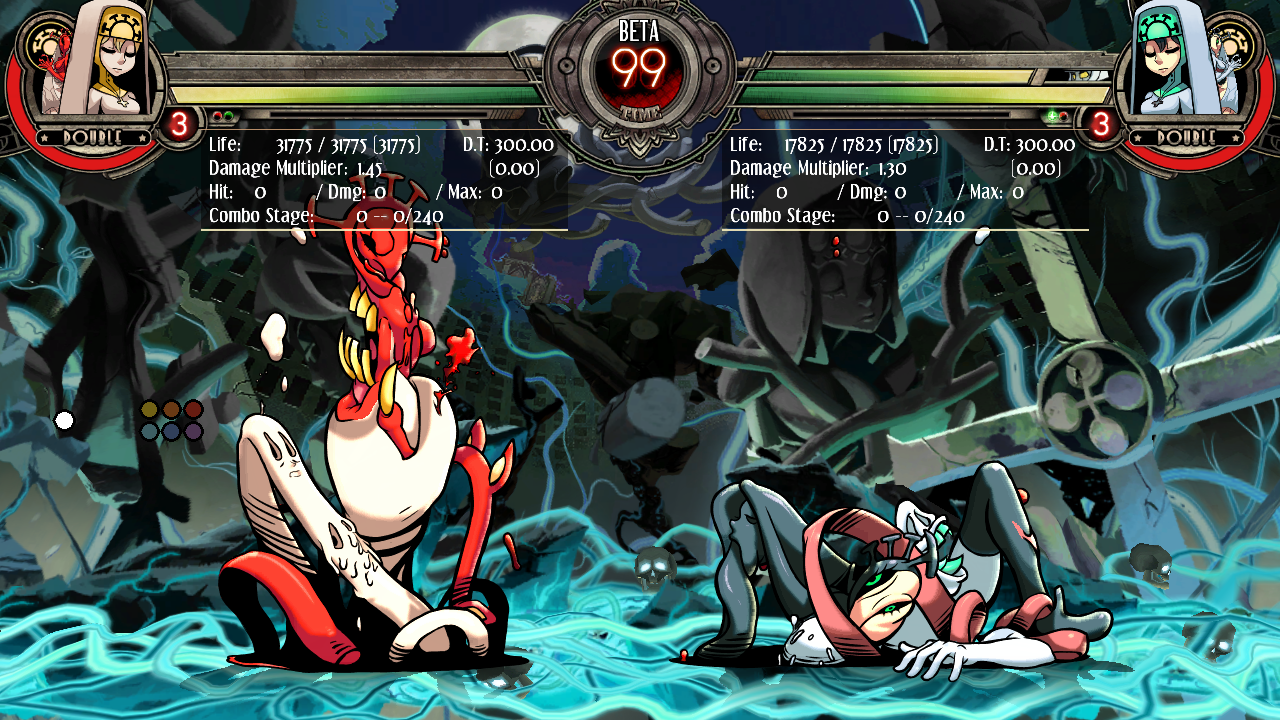 BETA
99
TIME
DOUBLE
3
DOUBLE
3
Life: 31775 / 31775 (31775) D.T: 300.00
Damage Multiplier: 1.45 (0.00)
Hit: 0 / Dmg: 0 / Max: 0
Combo Stage: 0 -- 0/240
Life: 17825 / 17825 (17825) D.T: 300.00
Damage Multiplier: 1.30 (0.00)
Hit: 0 / Dmg: 0 / Max: 0
Combo Stage: 0 -- 0/240